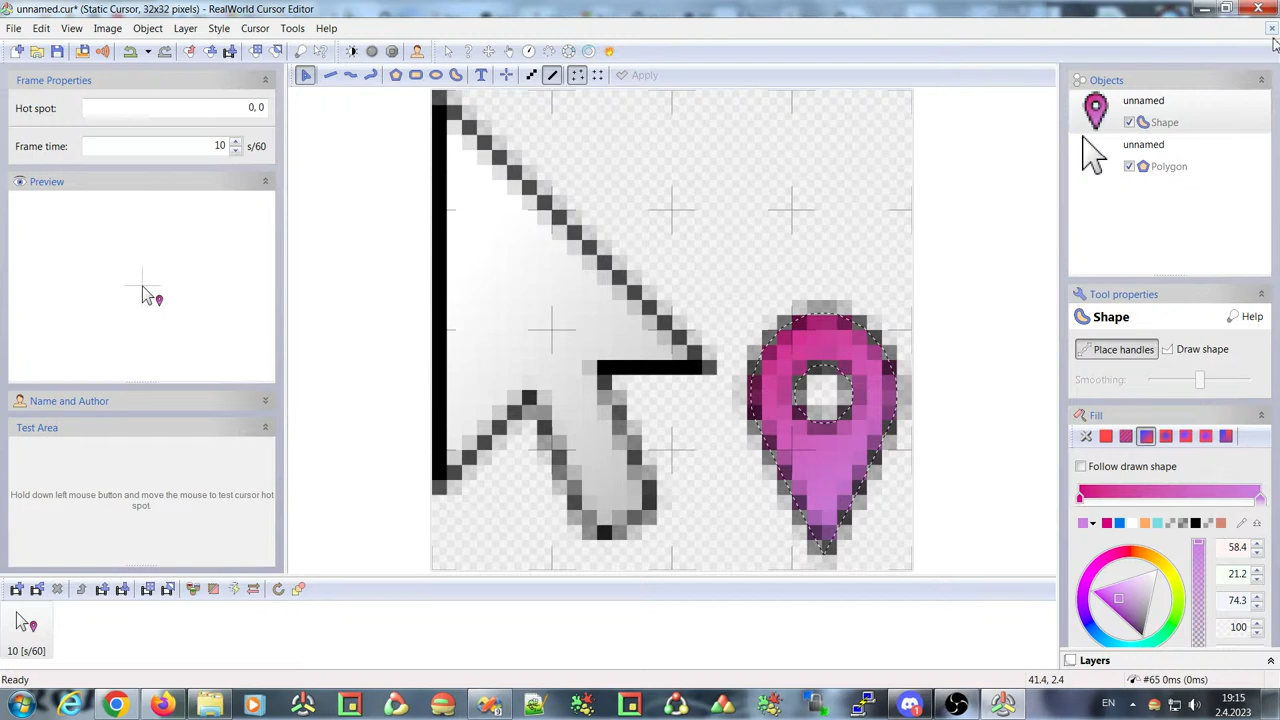 unnamed.cur* (Static Cursor, 32x32 pixels) - RealWorld Cursor Editor
File Edit View Image Object Layer Style Cursor Tools Help
Apply
Frame Properties
Hot spot: 0, 0
Frame time: 10 s/60
Preview
Name and Author
Test Area
Hold down left mouse button and move the mouse to test cursor hot
spot.
10 [s/60]
Objects
unnamed
Shape
unnamed
Polygon
Tool properties
Shape Help
Place handles Draw shape
Smoothing:
Fill
Follow drawn shape
58.4
21.2
74.3
100
Layers
Ready 41.4, 2.4 #65 0ms (0ms)
EN 19:15
2.4.2023